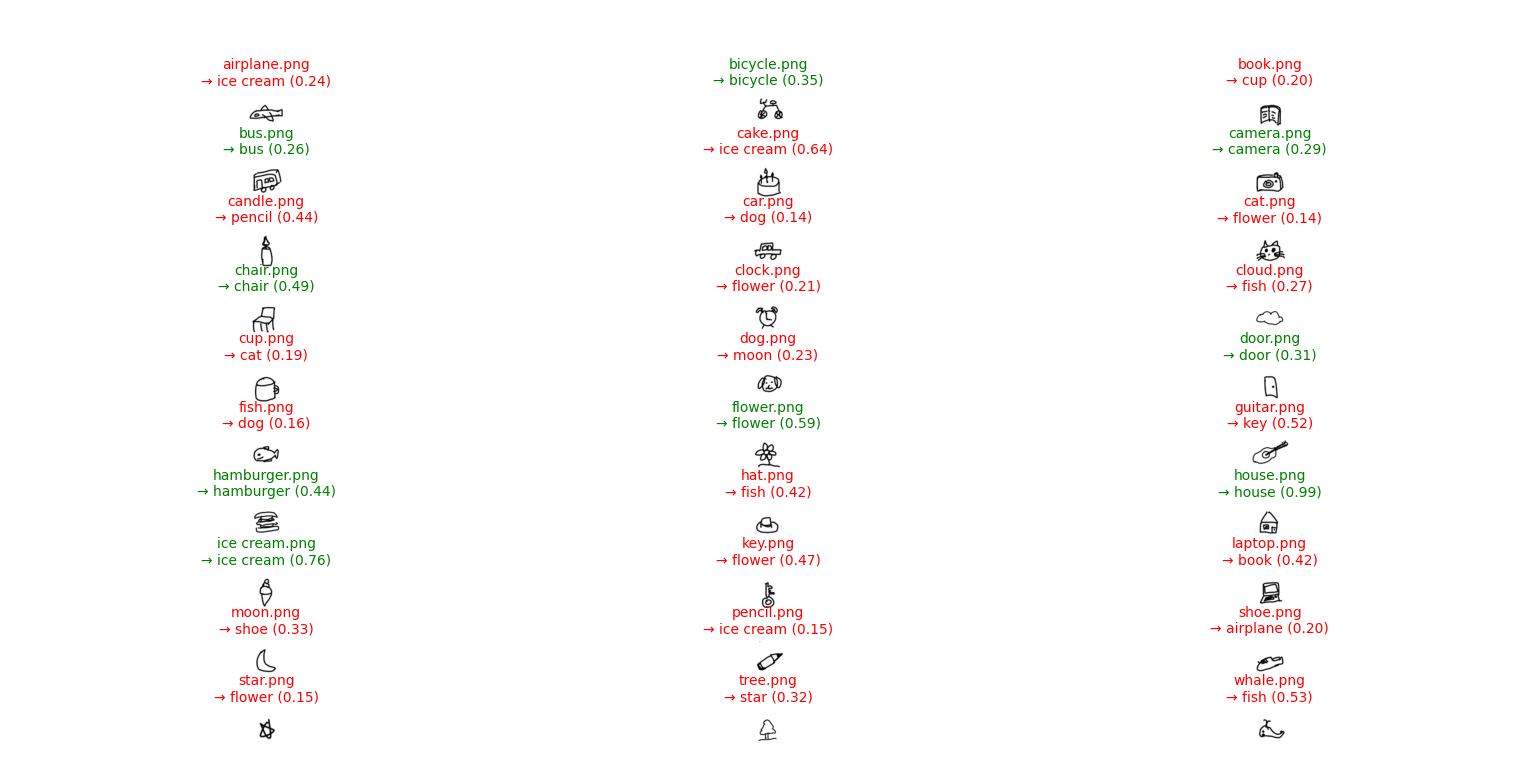 airplane.png
→ ice cream (0.24)
bicycle.png
→ bicycle (0.35)
book.png
→ cup (0.20)
bus.png
→ bus (0.26)
cake.png
→ ice cream (0.64)
camera.png
→ camera (0.29)
candle.png
→ pencil (0.44)
car.png
→ dog (0.14)
cat.png
→ flower (0.14)
chair.png
→ chair (0.49)
clock.png
→ flower (0.21)
cloud.png
→ fish (0.27)
cup.png
→ cat (0.19)
dog.png
→ moon (0.23)
door.png
→ door (0.31)
fish.png
→ dog (0.16)
flower.png
→ flower (0.59)
guitar.png
→ key (0.52)
hamburger.png
→ hamburger (0.44)
hat.png
→ fish (0.42)
house.png
→ house (0.99)
ice cream.png
→ ice cream (0.76)
key.png
→ flower (0.47)
laptop.png
→ book (0.42)
moon.png
→ shoe (0.33)
pencil.png
→ ice cream (0.15)
shoe.png
→ airplane (0.20)
star.png
→ flower (0.15)
tree.png
→ star (0.32)
whale.png
→ fish (0.53)